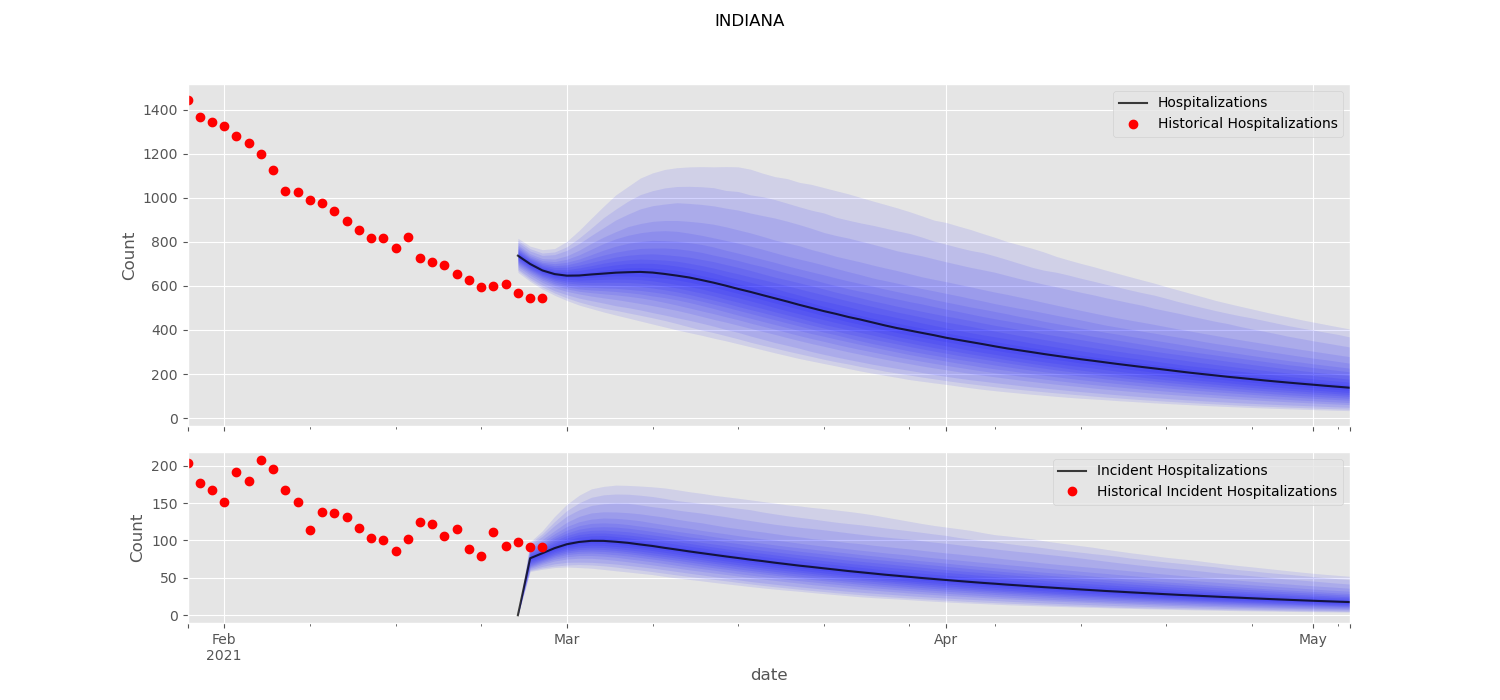 INDIANA
Count
1400
1200
1000
800
600
400
200
0
Hospitalizations
Historical Hospitalizations
Count
200
150
100
50
0
Incident Hospitalizations
Historical Incident Hospitalizations
Feb
2021
Mar
Apr
May
date